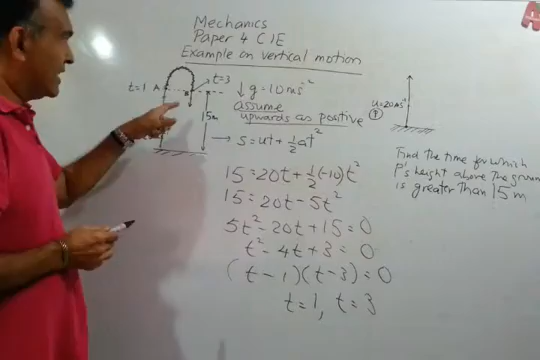 Mechanics
Paper 4 CIE
Example on vertical motion
t=1 A
t=3
↓ g=10ms⁻²
assume
upwards as positive
15m
→ s=ut+½at²
15=20t+½(-10)t²
15=20t-5t²
5t²-20t+15=0
t²-4t+3=0
(t-1)(t-3)=0
t=1, t=3
u=20ms⁻¹
P
Find the time for which
P's height above the ground
is greater than 15m